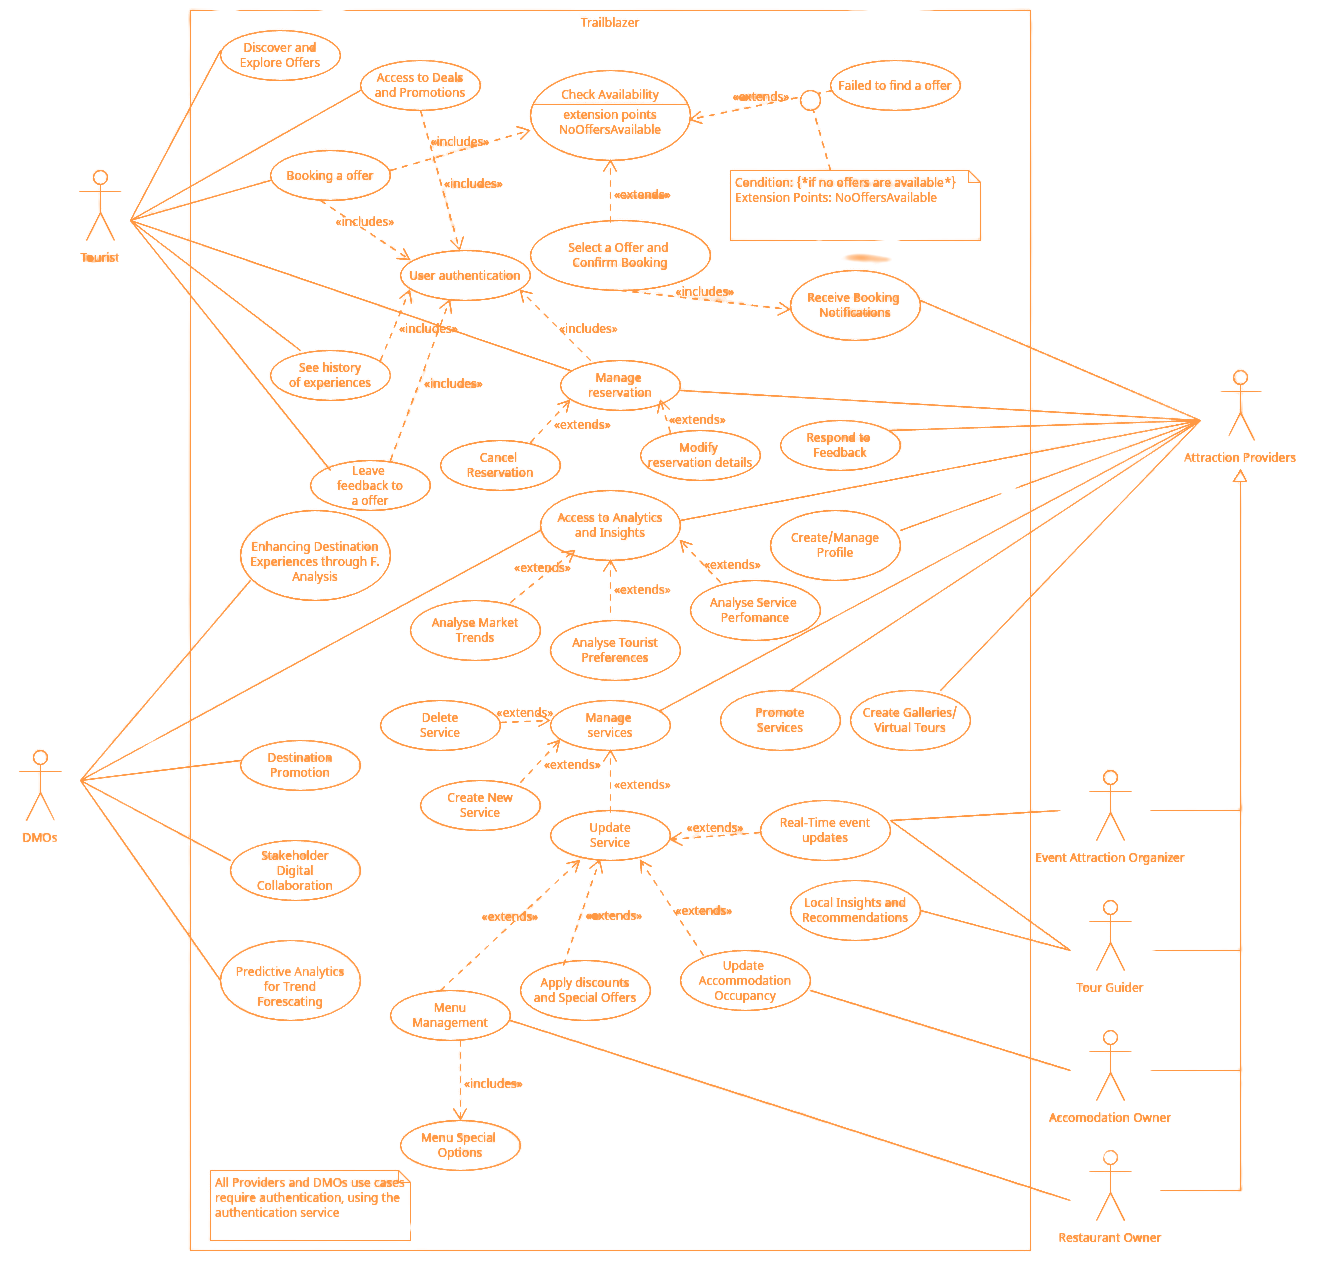 Trailblazer
Discover and
Explore Offers
Access to Deals
and Promotions
Check Availability
extension points
NoOffersAvailable
«extends»
Failed to find a offer
«includes»
Booking a offer
«includes»
Condition: {*if no offers are available*}
Extension Points: NoOffersAvailable
«extends»
«includes»
Tourist
Select a Offer and
Confirm Booking
User authentication
«includes»
Receive Booking
Notifications
«includes»
«includes»
See history
of experiences
«includes»
Manage
reservation
Attraction Providers
«extends»
«extends»
Respond to
Feedback
Cancel
Reservation
Modify
reservation details
Leave
feedback to
a offer
Access to Analytics
and Insights
Create/Manage
Profile
Enhancing Destination
Experiences through F.
Analysis
«extends»
«extends»
«extends»
Analyse Market
Trends
Analyse Tourist
Preferences
Analyse Service
Perfomance
Delete
Service
«extends»
Manage
services
Promote
Services
Create Galleries/
Virtual Tours
DMOs
Destination
Promotion
«extends»
«extends»
Create New
Service
Update
Service
«extends»
Real-Time event
updates
Event Attraction Organizer
Stakeholder
Digital
Collaboration
Local Insights and
Recommendations
«extends»
«extends»
«extends»
Predictive Analytics
for Trend
Forescating
Apply discounts
and Special Offers
Update
Accommodation
Occupancy
Tour Guider
Menu
Management
«includes»
Accomodation Owner
Menu Special
Options
All Providers and DMOs use cases
require authentication, using the
authentication service
Restaurant Owner